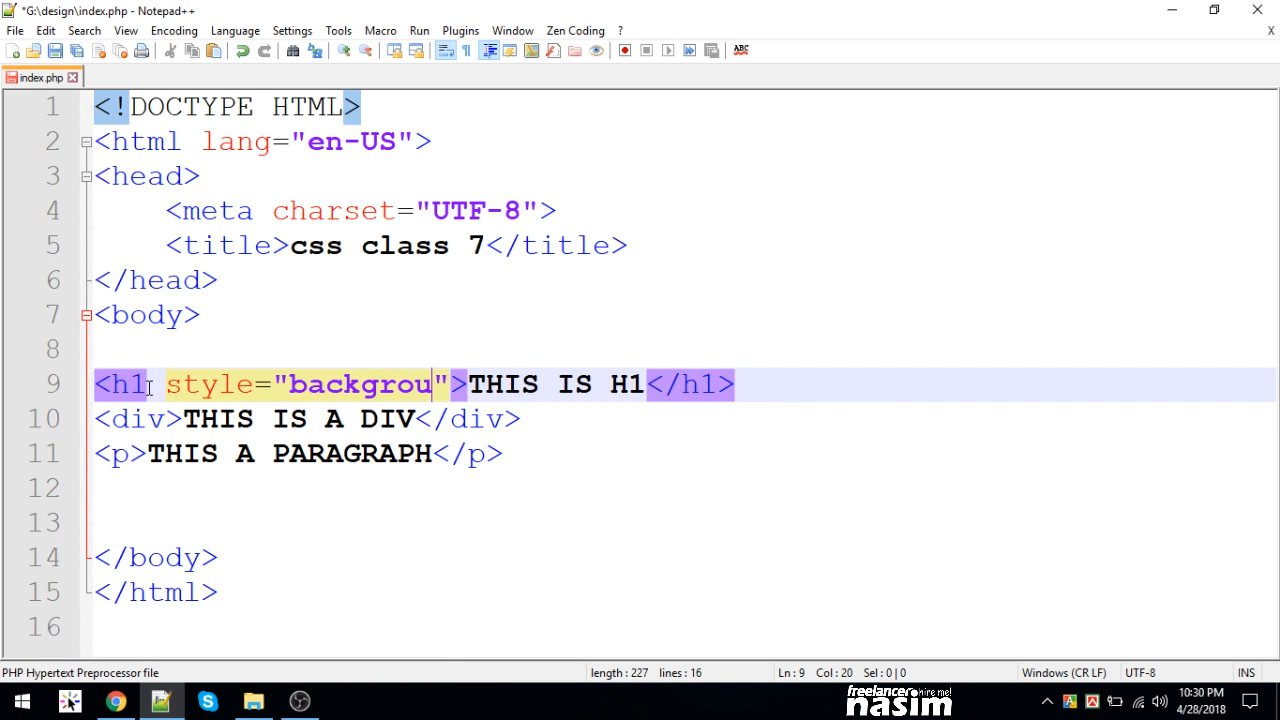 *G:\design\index.php - Notepad++
File Edit Search View Encoding Language Settings Tools Macro Run Plugins Window Zen Coding ? X
ABC
index.php
1 <!DOCTYPE HTML>
2 <html lang="en-US">
3 <head>
4 <meta charset="UTF-8">
5 <title>css class 7</title>
6 </head>
7 <body>
8
9 <h1 style="backgrou">THIS IS H1</h1>
10 <div>THIS IS A DIV</div>
11 <p>THIS A PARAGRAPH</p>
12
13
14 </body>
15 </html>
16
PHP Hypertext Preprocessor file length : 227 lines : 16 Ln : 9 Col : 20 Sel : 0 | 0 Windows (CR LF) UTF-8 INS
freelancer hire me!
nasim
10:30 PM
4/28/2018